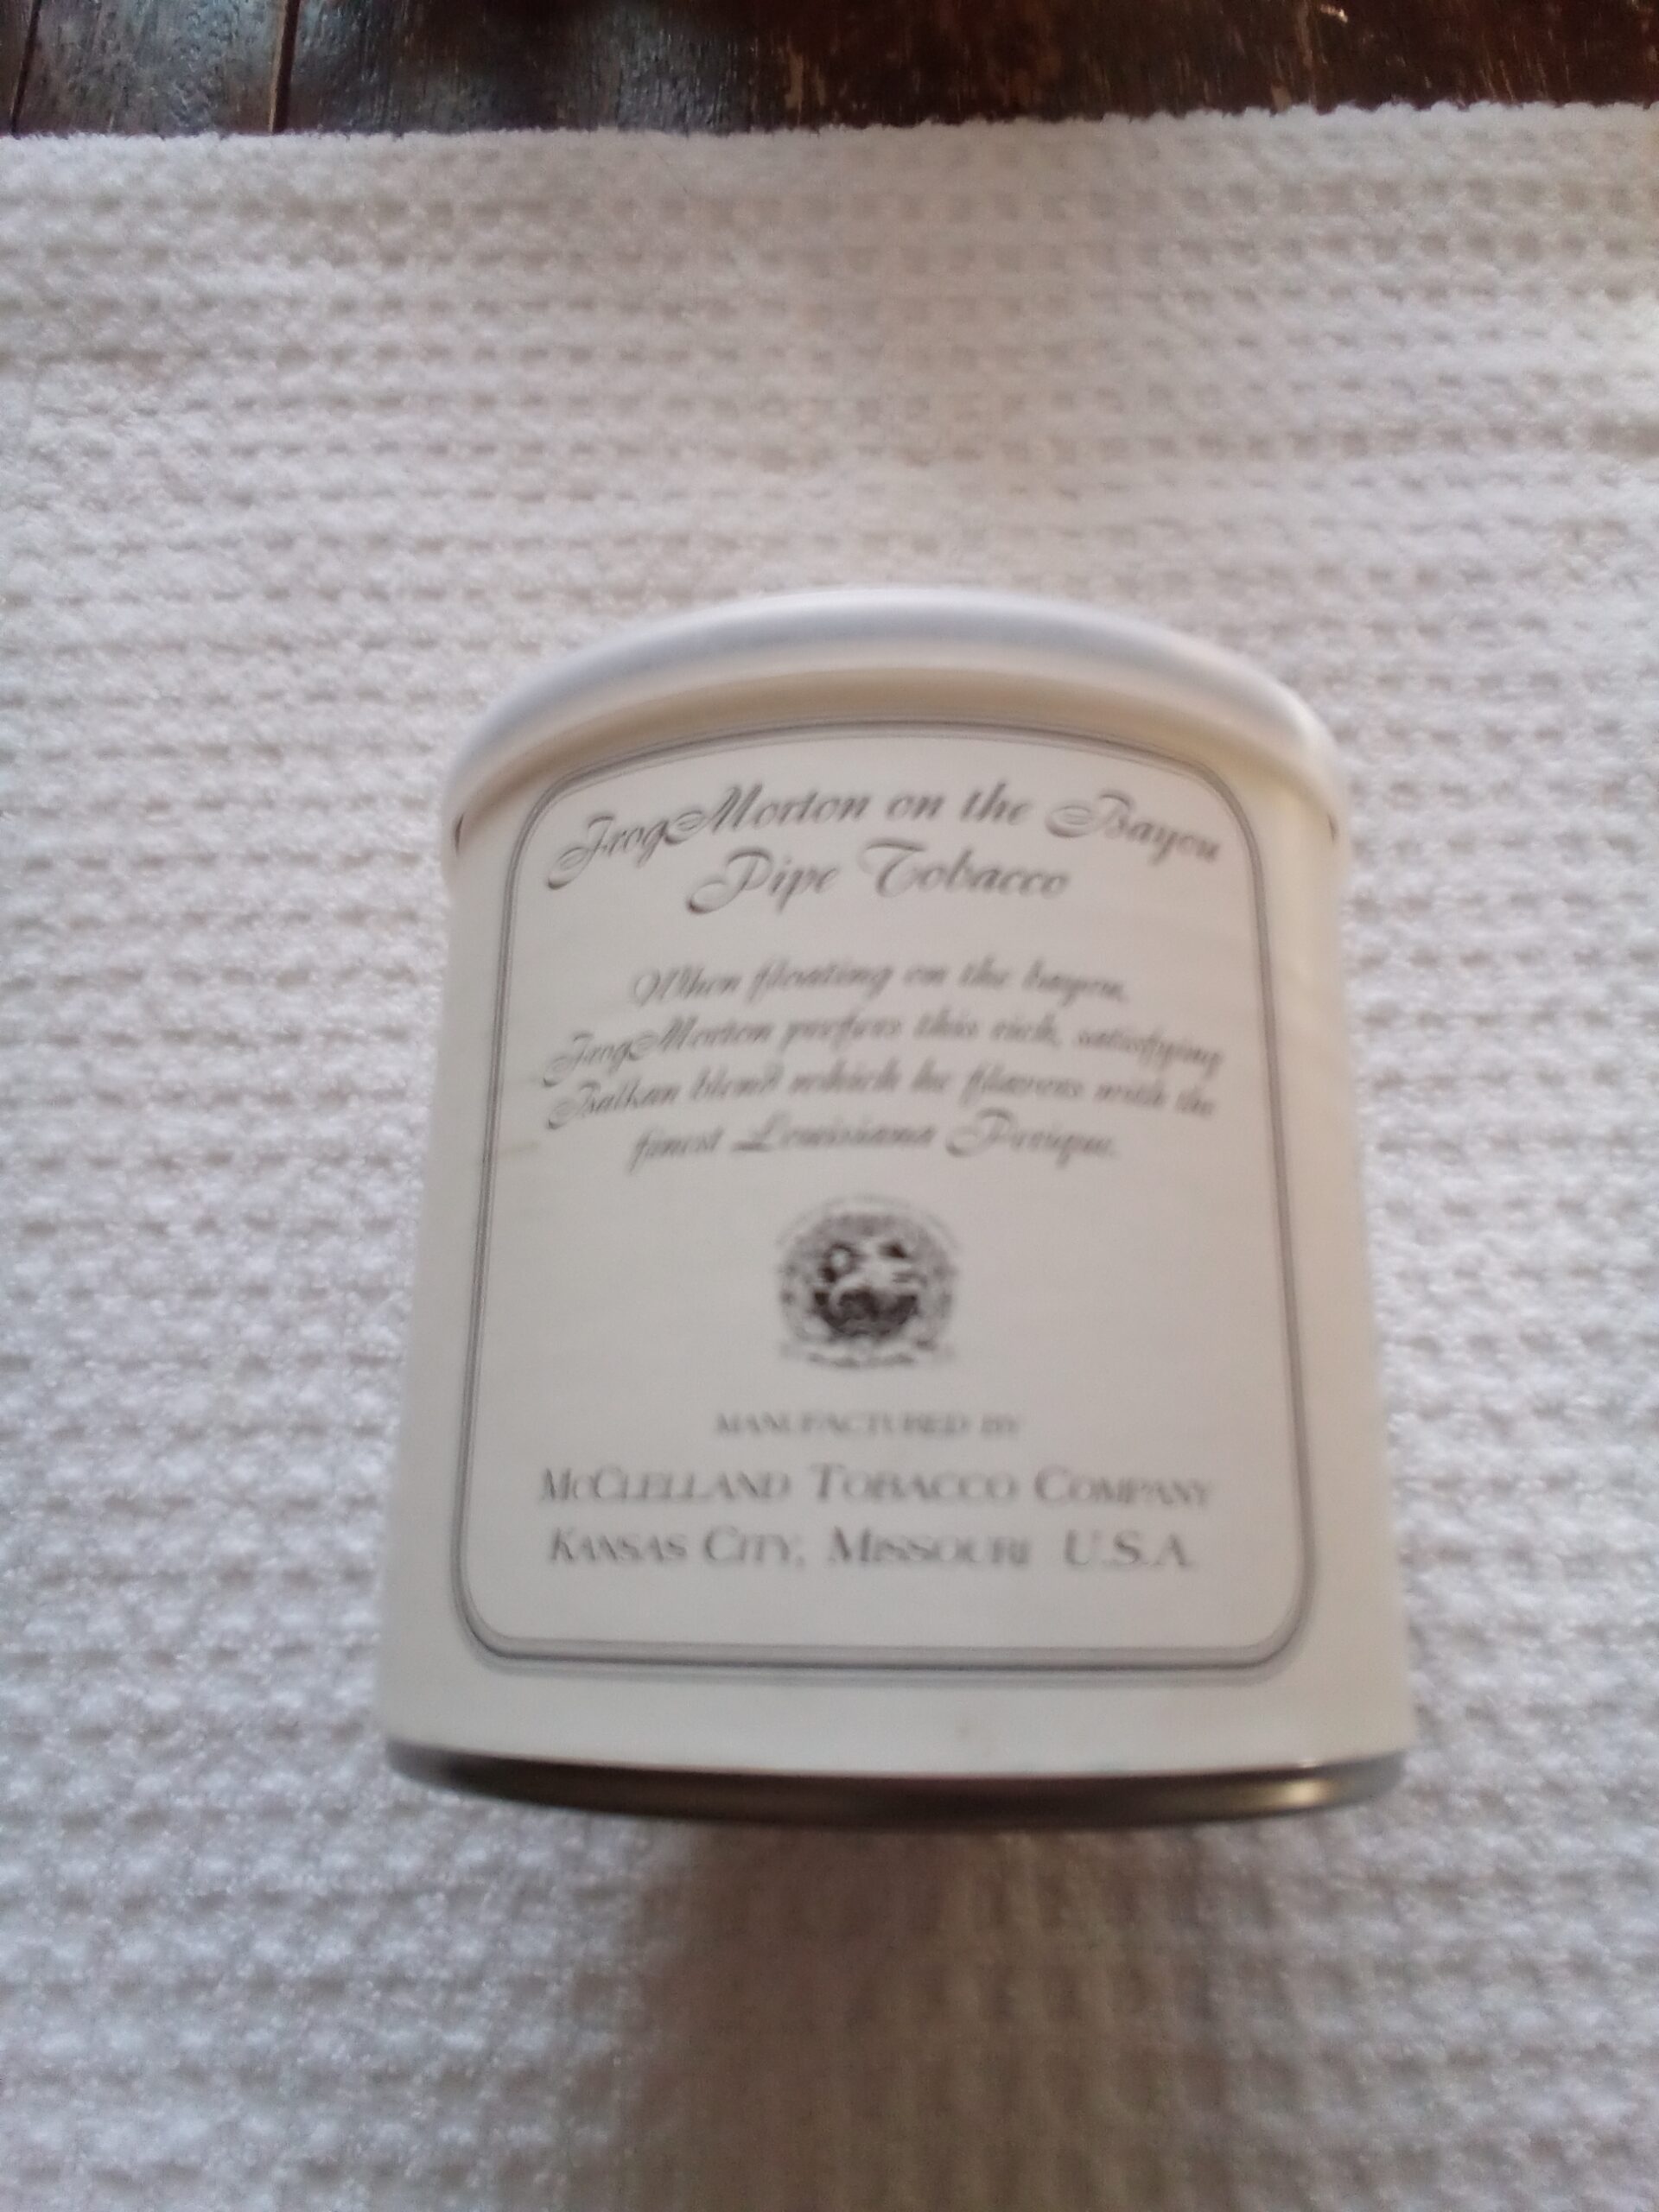 FrogMorton on the Bayou
Pipe Tobacco
When floating on the bayou,
FrogMorton prefers this rich, satisfying
Balkan blend which he flavors with the
finest Louisiana Perique.
MANUFACTURED BY
McCLELLAND TOBACCO COMPANY
KANSAS CITY, MISSOURI U.S.A.